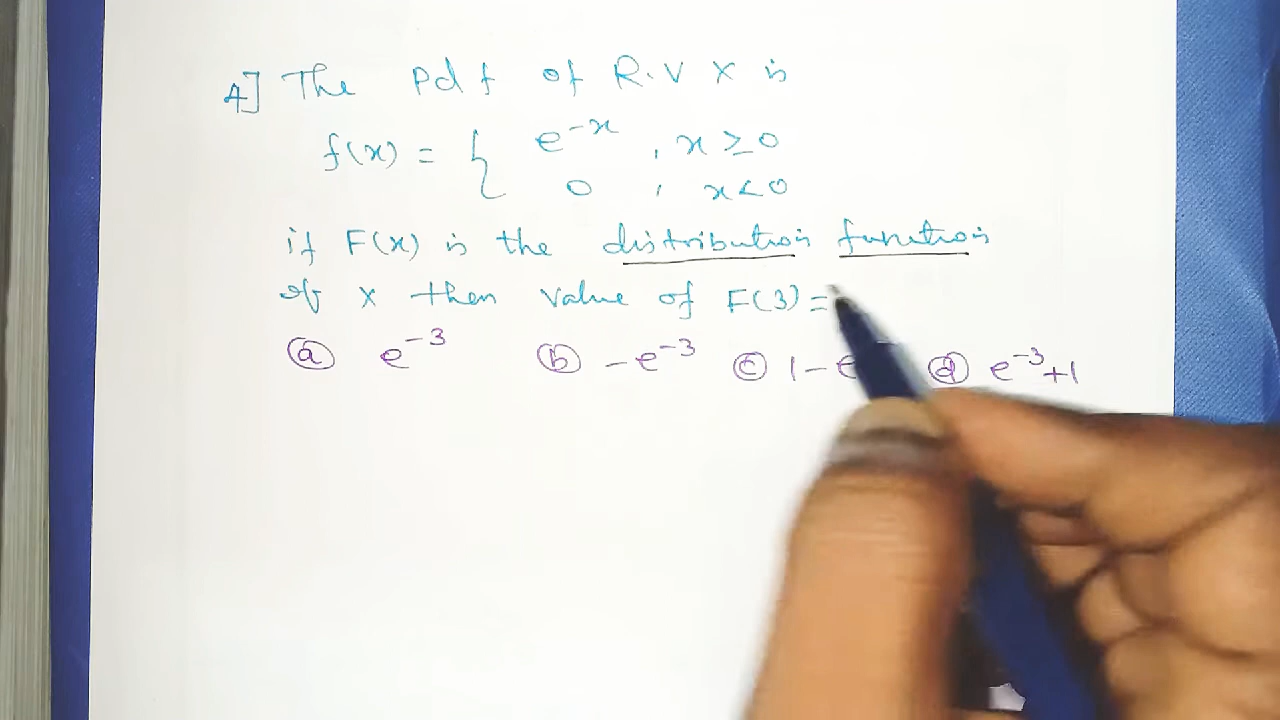 4] The Pdf of R.V X is
f(x) = { e^-x , x ≥ 0
0 , x < 0
if F(x) is the distribution function
of X then value of F(3) =
(a) e^-3 (b) -e^-3 (c) 1-e (d) e^-3+1